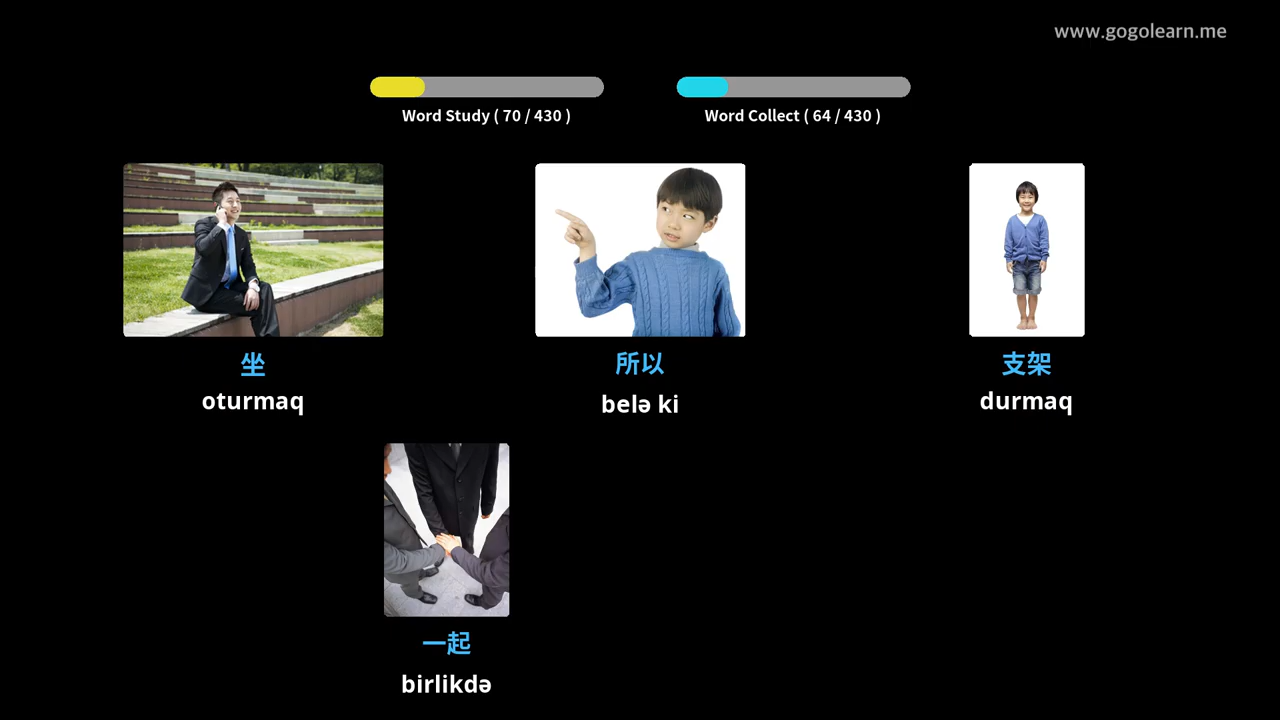 www.gogolearn.me
Word Study ( 70 / 430 )
Word Collect ( 64 / 430 )
坐
oturmaq
所以
belə ki
支架
durmaq
一起
birlikdə